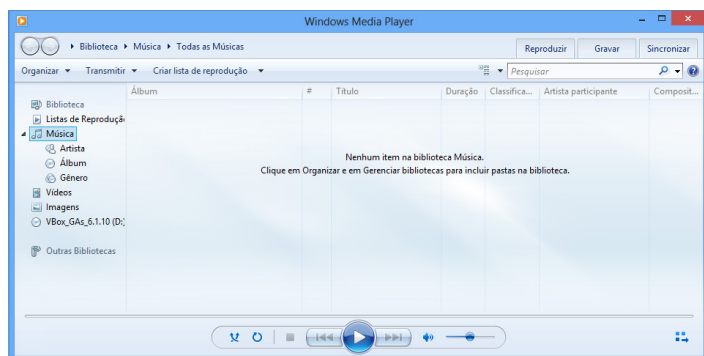 Windows Media Player
Biblioteca Música Todas as Músicas
Reproduzir Gravar Sincronizar
Organizar Transmitir Criar lista de reprodução
Pesquisar
Álbum # Título Duração Classifica... Artista participante Composit...
Biblioteca
Listas de Reproduçã
Música
Artista
Álbum
Gênero
Vídeos
Imagens
VBox_GAs_6.1.10 (D:)
Outras Bibliotecas
Nenhum item na biblioteca Música.
Clique em Organizar e em Gerenciar bibliotecas para incluir pastas na biblioteca.